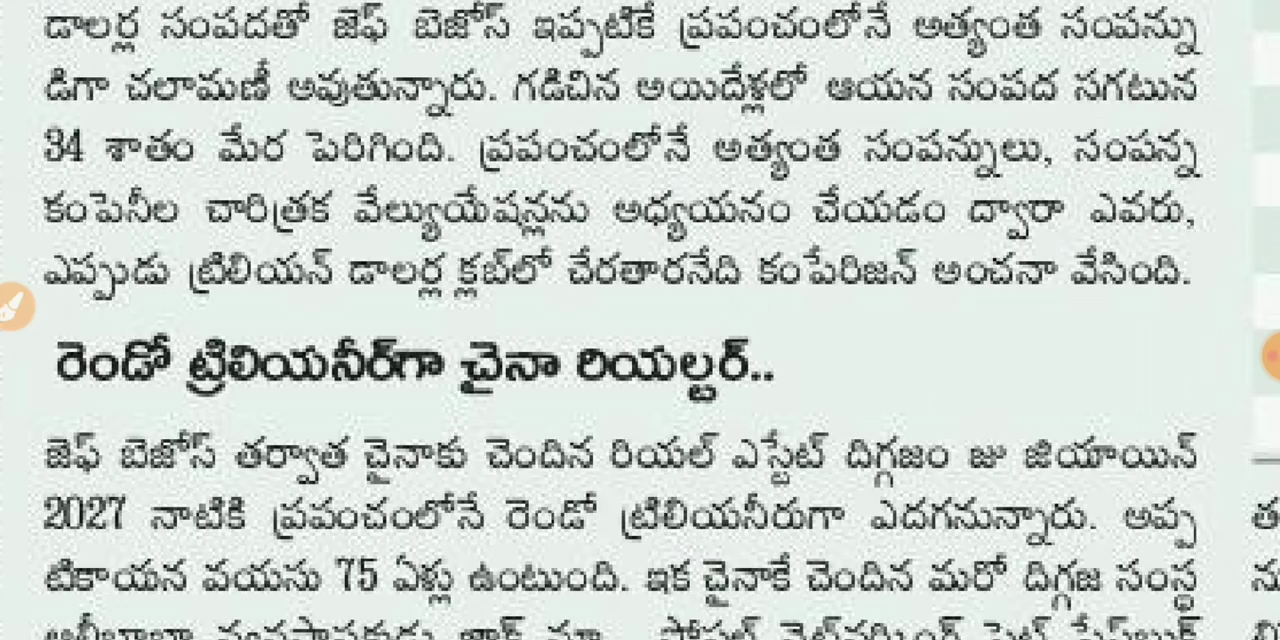 డాలర్ల సంపదతో జెఫ్ బెజోస్ ఇప్పటికే ప్రపంచంలోనే అత్యంత సంపన్ను
డిగా చలామణీ అవుతున్నారు. గడిచిన అయిదేళ్లలో ఆయన సంపద సగటున
34 శాతం మేర పెరిగింది. ప్రపంచంలోనే అత్యంత సంపన్నులు, సంపన్న
కంపెనీల చారిత్రక వేల్యుయేషన్లను అధ్యయనం చేయడం ద్వారా ఎవరు,
ఎప్పుడు ట్రిలియన్ డాలర్ల క్లబ్‌లో చేరతారనేది కంపేరిజన్ అంచనా వేసింది.
రెండో ట్రిలియనీర్‌గా చైనా రియల్టర్..
జెఫ్ బెజోస్ తర్వాత చైనాకు చెందిన రియల్ ఎస్టేట్ దిగ్గజం జు జియాయిన్
2027 నాటికి ప్రపంచంలోనే రెండో ట్రిలియనీరుగా ఎదగనున్నారు. అప్ప
టికాయన వయసు 75 ఏళ్లు ఉంటుంది. ఇక చైనాకే చెందిన మరో దిగ్గజ సంస్థ